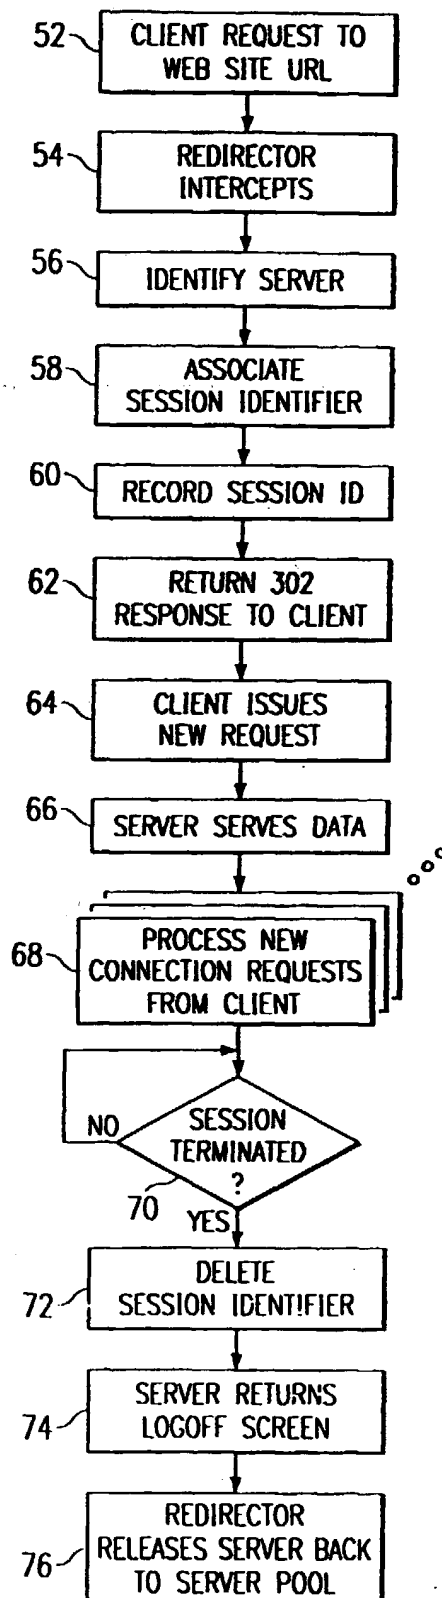 52
CLIENT REQUEST TO
WEB SITE URL
54
REDIRECTOR
INTERCEPTS
56
IDENTIFY SERVER
58
ASSOCIATE
SESSION IDENTIFIER
60
RECORD SESSION ID
62
RETURN 302
RESPONSE TO CLIENT
64
CLIENT ISSUES
NEW REQUEST
66
SERVER SERVES DATA
68
PROCESS NEW
CONNECTION REQUESTS
FROM CLIENT
NO
SESSION
TERMINATED
?
70
YES
72
DELETE
SESSION IDENTIFIER
74
SERVER RETURNS
LOGOFF SCREEN
76
REDIRECTOR
RELEASES SERVER BACK
TO SERVER POOL